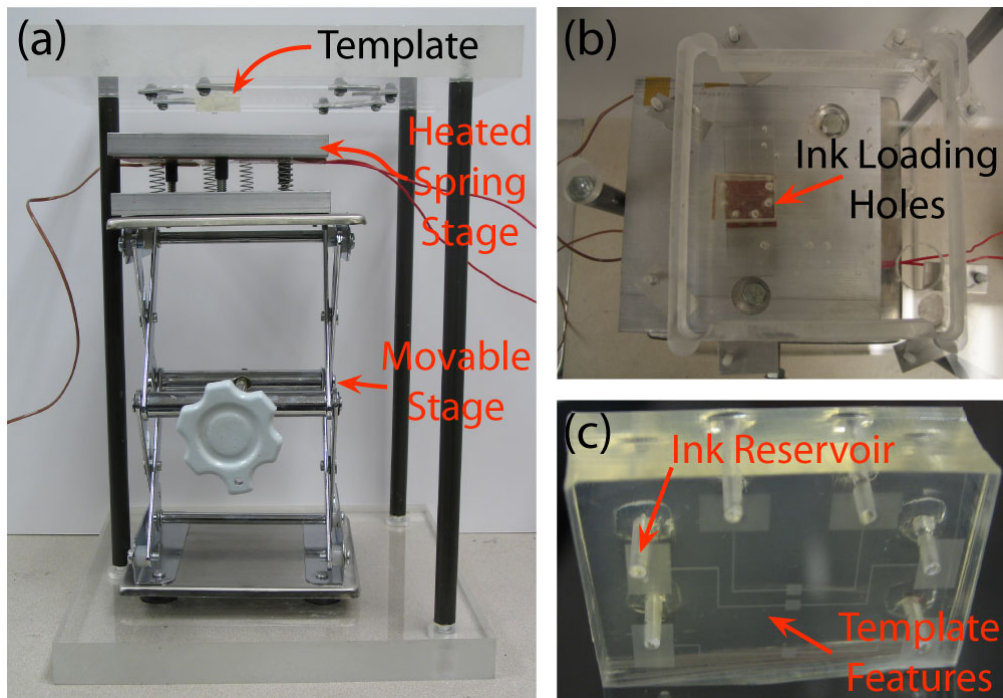 (a)
Template
Heated
Spring
Stage
Movable
Stage
(b)
Ink Loading
Holes
(c)
Ink Reservoir
Template
Features